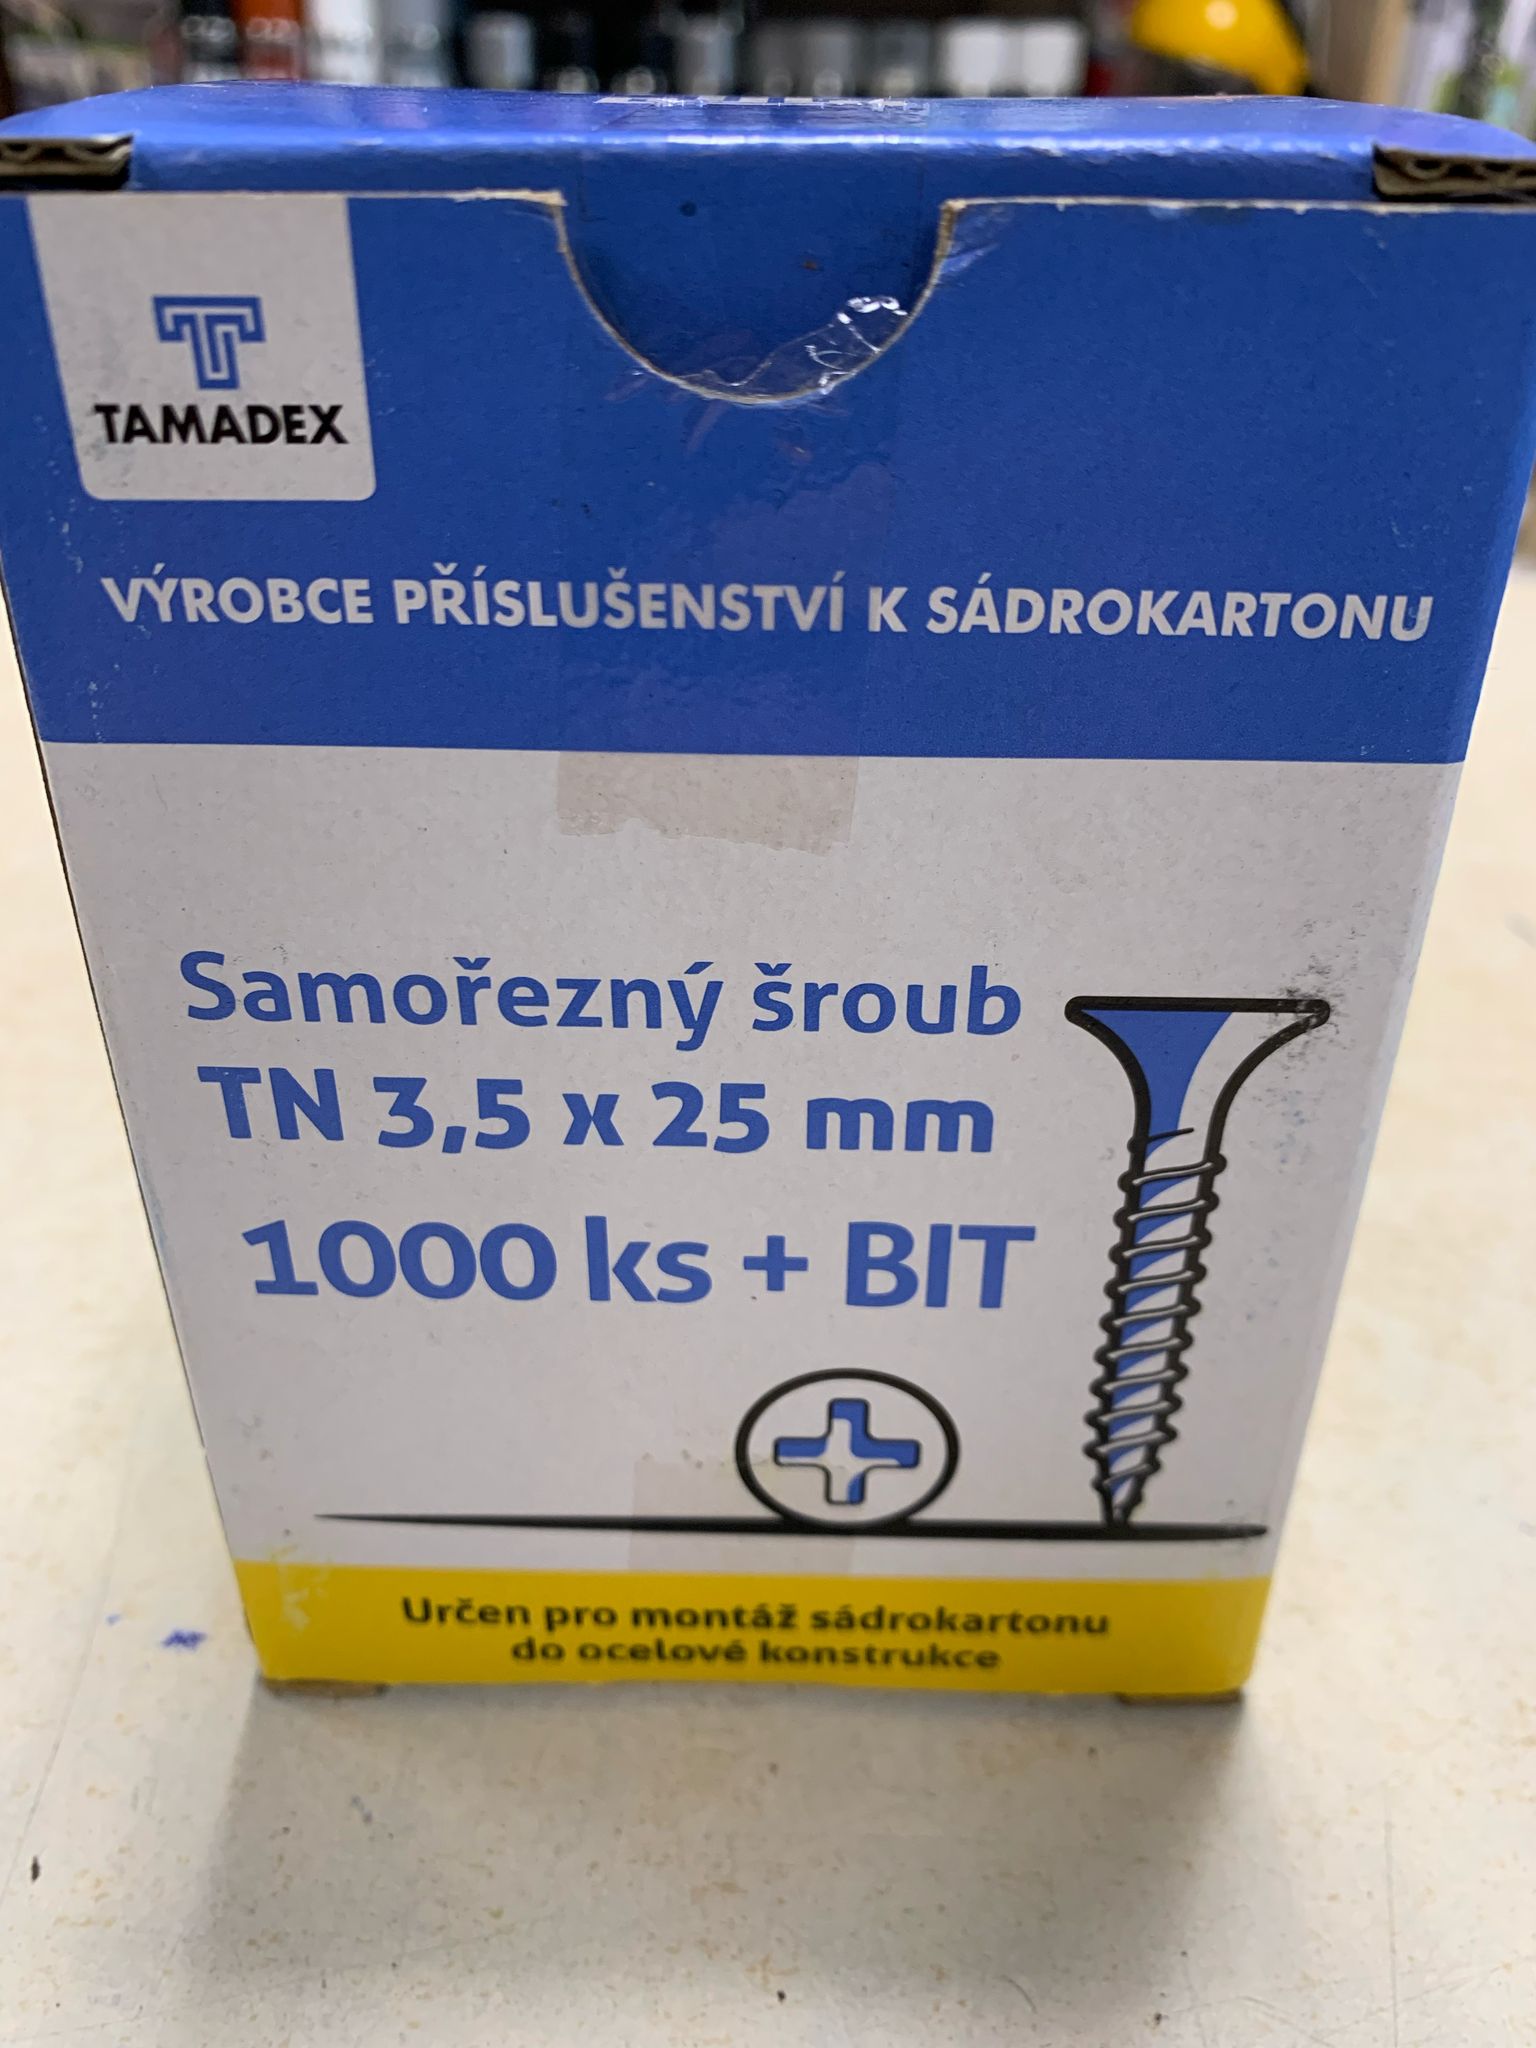 TAMADEX
VÝROBCE PŘÍSLUŠENSTVÍ K SÁDROKARTONU
Samořezný šroub
TN 3,5 x 25 mm
1000 ks + BIT
Určen pro montáž sádrokartonu
do ocelové konstrukce